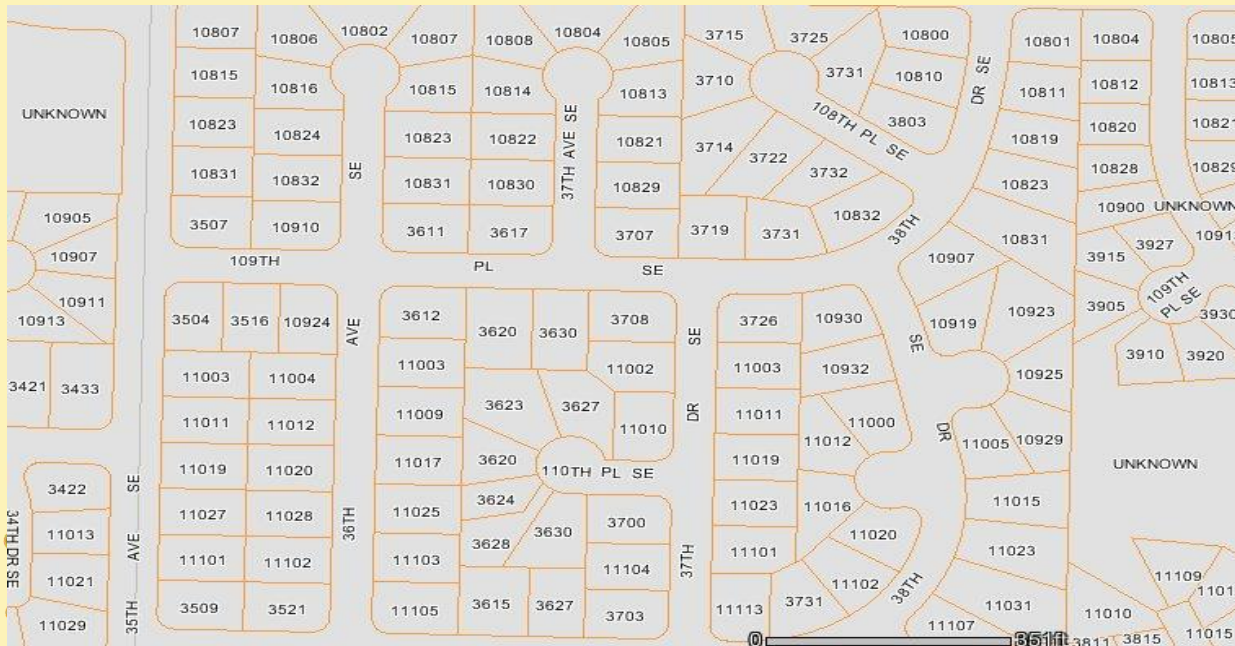 10807 10806 10802 10807 10808 10804 10805 3715 3725 10800 10801 10804 10805
10815 10816 10815 10814 10813 3710 3731 10810 DR SE 10811 10812 10813
UNKNOWN
10823 10824 10823 10822 37TH AVE SE 10821 3714 108TH PL SE 3803 10819 10820 10821
10831 10832 SE 10831 10830 10829 3722 3732 10823 10828 10829
10905 3507 10910 3611 3617 3707 3719 3731 10832 38TH 10831 10900 UNKNOWN
10907 109TH PL SE 10907 3915 3927
10911 3905 109TH PL SE
10913 3504 3516 10924 AVE 3612 3620 3630 3708 SE 3726 10930 SE 10919 10923 3930
11003 11002 11003 10932 3910 3920
3421 3433 11003 11004 10925
11011 11012 11009 3623 3627 11010 DR 11011 11012 11000 DR 11005 10929
11019 11020 11017 3620 110TH PL SE 11019 UNKNOWN
3422 SE 3624 11016 11015
11013 11027 11028 36TH 11025 3630 3700 11023 11020
34TH DR SE AVE 3628
11021 11101 11102 11103 11104 37TH 11101 11102 38TH 11023 11109
35TH 3509 3521 11105 3615 3627 3703 11113 3731 11031 11010
11029 11107 11015
0 351ft 3811 3815